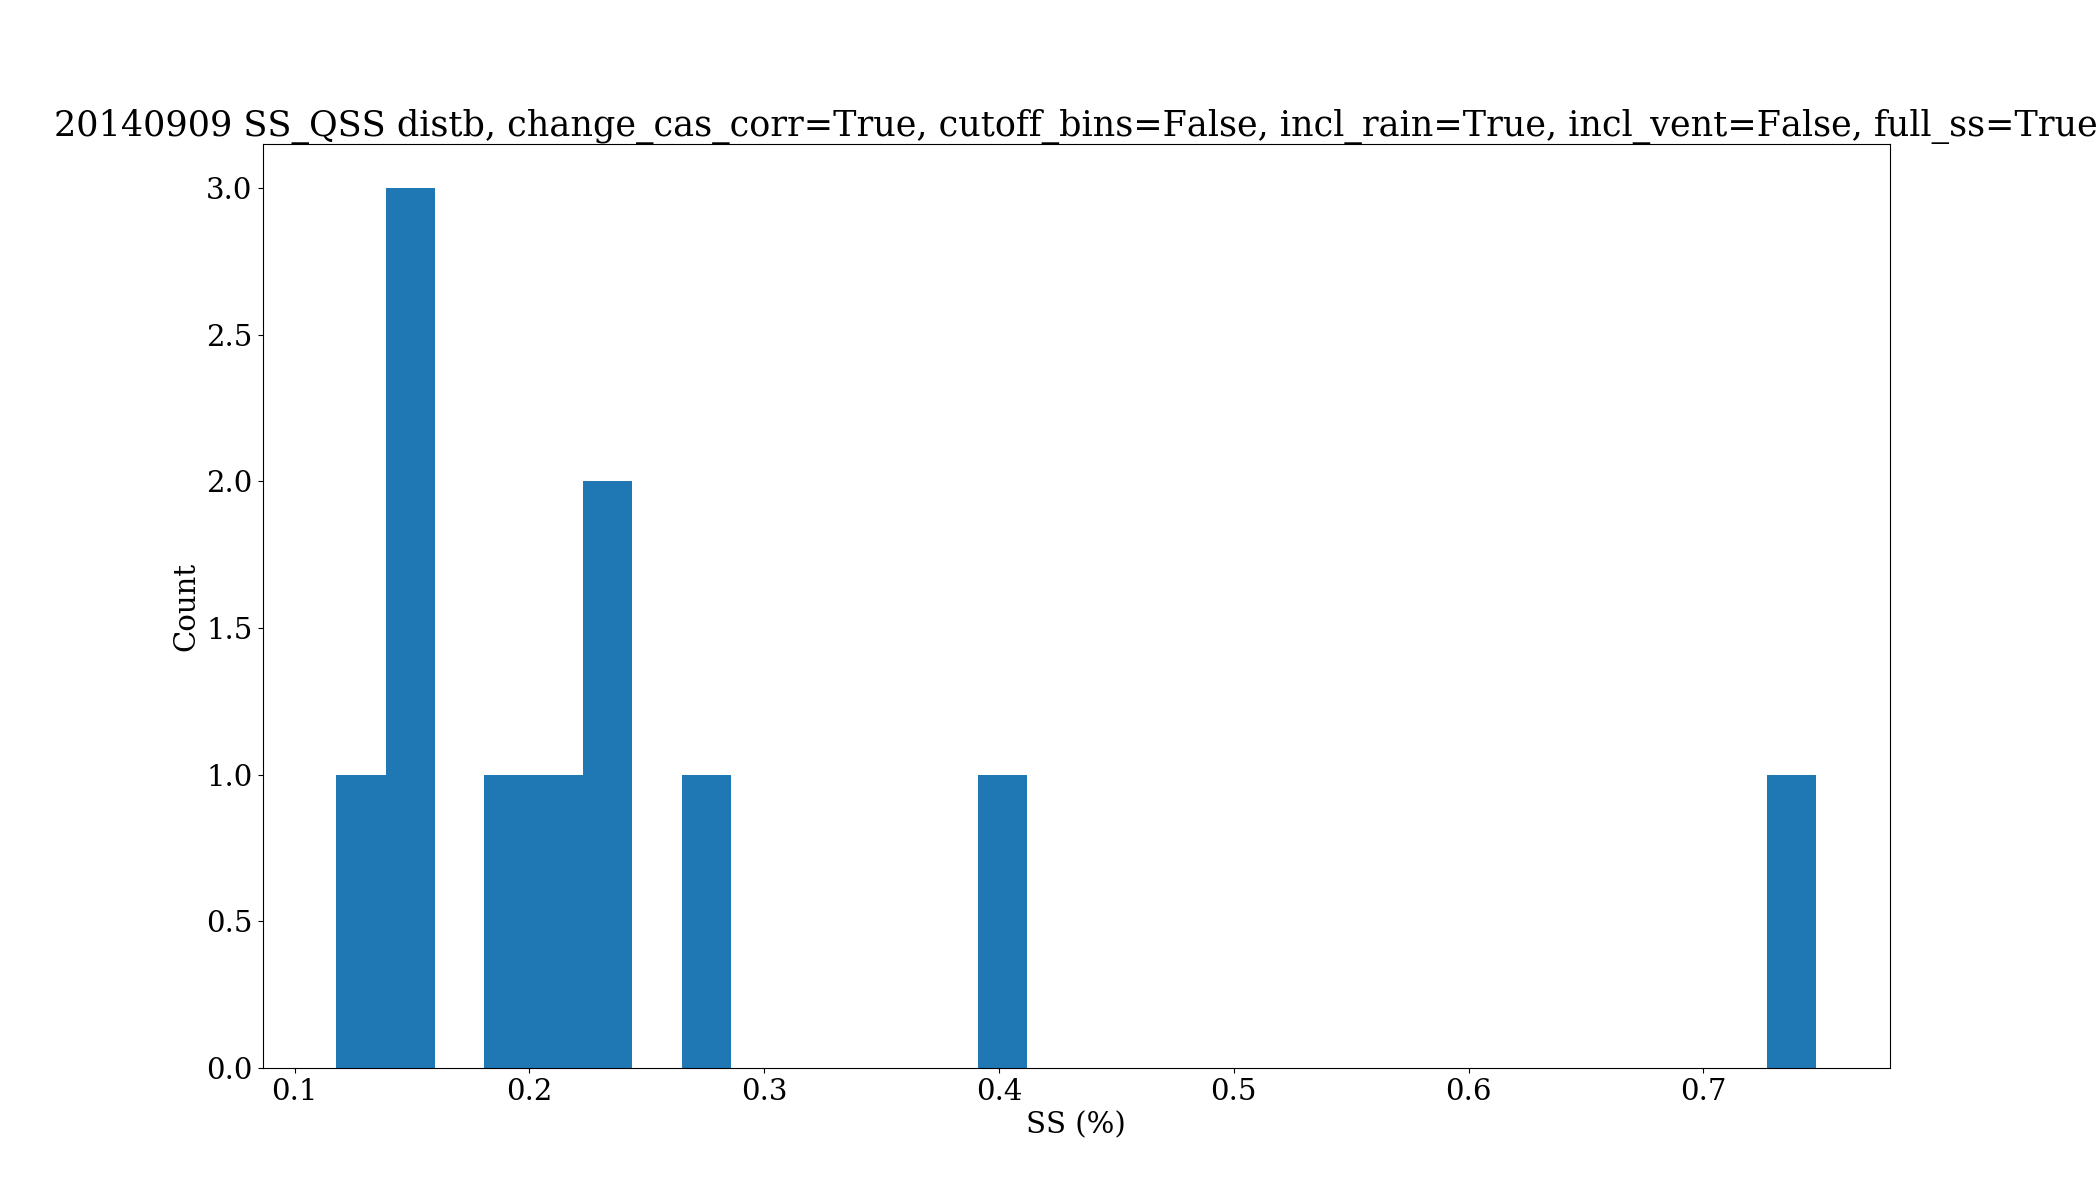 20140909 SS_QSS distb, change_cas_corr=True, cutoff_bins=False, incl_rain=True, incl_vent=False, full_ss=True
3.0
2.5
2.0
1.5
1.0
0.5
0.0
Count
0.1 0.2 0.3 0.4 0.5 0.6 0.7
SS (%)